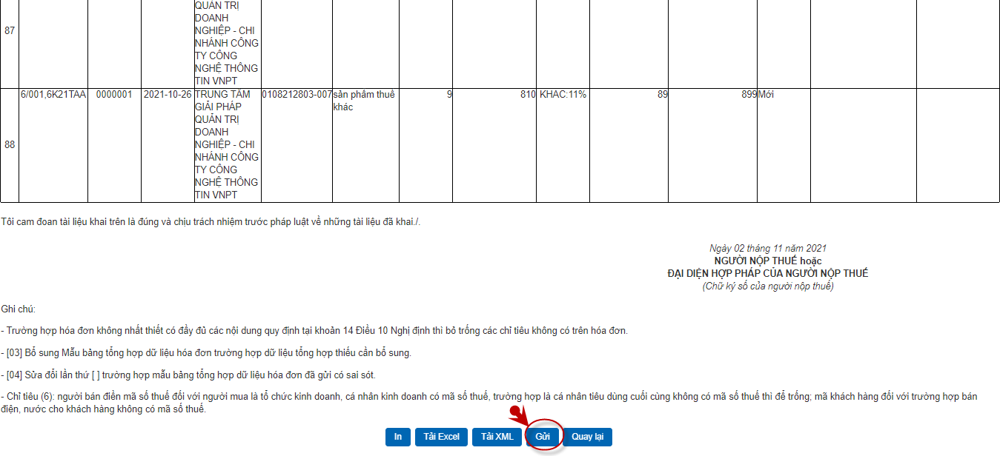 87
QUẢN TRỊ
DOANH
NGHIỆP - CHI
NHÁNH CÔNG
TY CÔNG
NGHỆ THÔNG
TIN VNPT
88
6/001,6K21TAA 0000001 2021-10-26 TRUNG TÂM 0108212803-007 sản phẩm thuế 9 810 KHAC:11% 89 899 Mới
GIẢI PHÁP khác
QUẢN TRỊ
DOANH
NGHIỆP - CHI
NHÁNH CÔNG
TY CÔNG
NGHỆ THÔNG
TIN VNPT
Tôi cam đoan tài liệu khai trên là đúng và chịu trách nhiệm trước pháp luật về những tài liệu đã khai./.
Ngày 02 tháng 11 năm 2021
NGƯỜI NỘP THUẾ hoặc
ĐẠI DIỆN HỢP PHÁP CỦA NGƯỜI NỘP THUẾ
(Chữ ký số của người nộp thuế)
Ghi chú:
- Trường hợp hóa đơn không nhất thiết có đầy đủ các nội dung quy định tại khoản 14 Điều 10 Nghị định thì bỏ trống các chỉ tiêu không có trên hóa đơn.
- [03] Bổ sung Mẫu bảng tổng hợp dữ liệu hóa đơn trường hợp dữ liệu tổng hợp thiếu cần bổ sung.
- [04] Sửa đổi lần thứ [ ] trường hợp mẫu bảng tổng hợp dữ liệu hóa đơn đã gửi có sai sót.
- Chỉ tiêu (6): người bán điền mã số thuế đối với người mua là tổ chức kinh doanh, cá nhân kinh doanh có mã số thuế, trường hợp là cá nhân tiêu dùng cuối cùng không có mã số thuế thì để trống; mã khách hàng đối với trường hợp bán
điện, nước cho khách hàng không có mã số thuế.
In Tải Excel Tải XML Gửi Quay lại